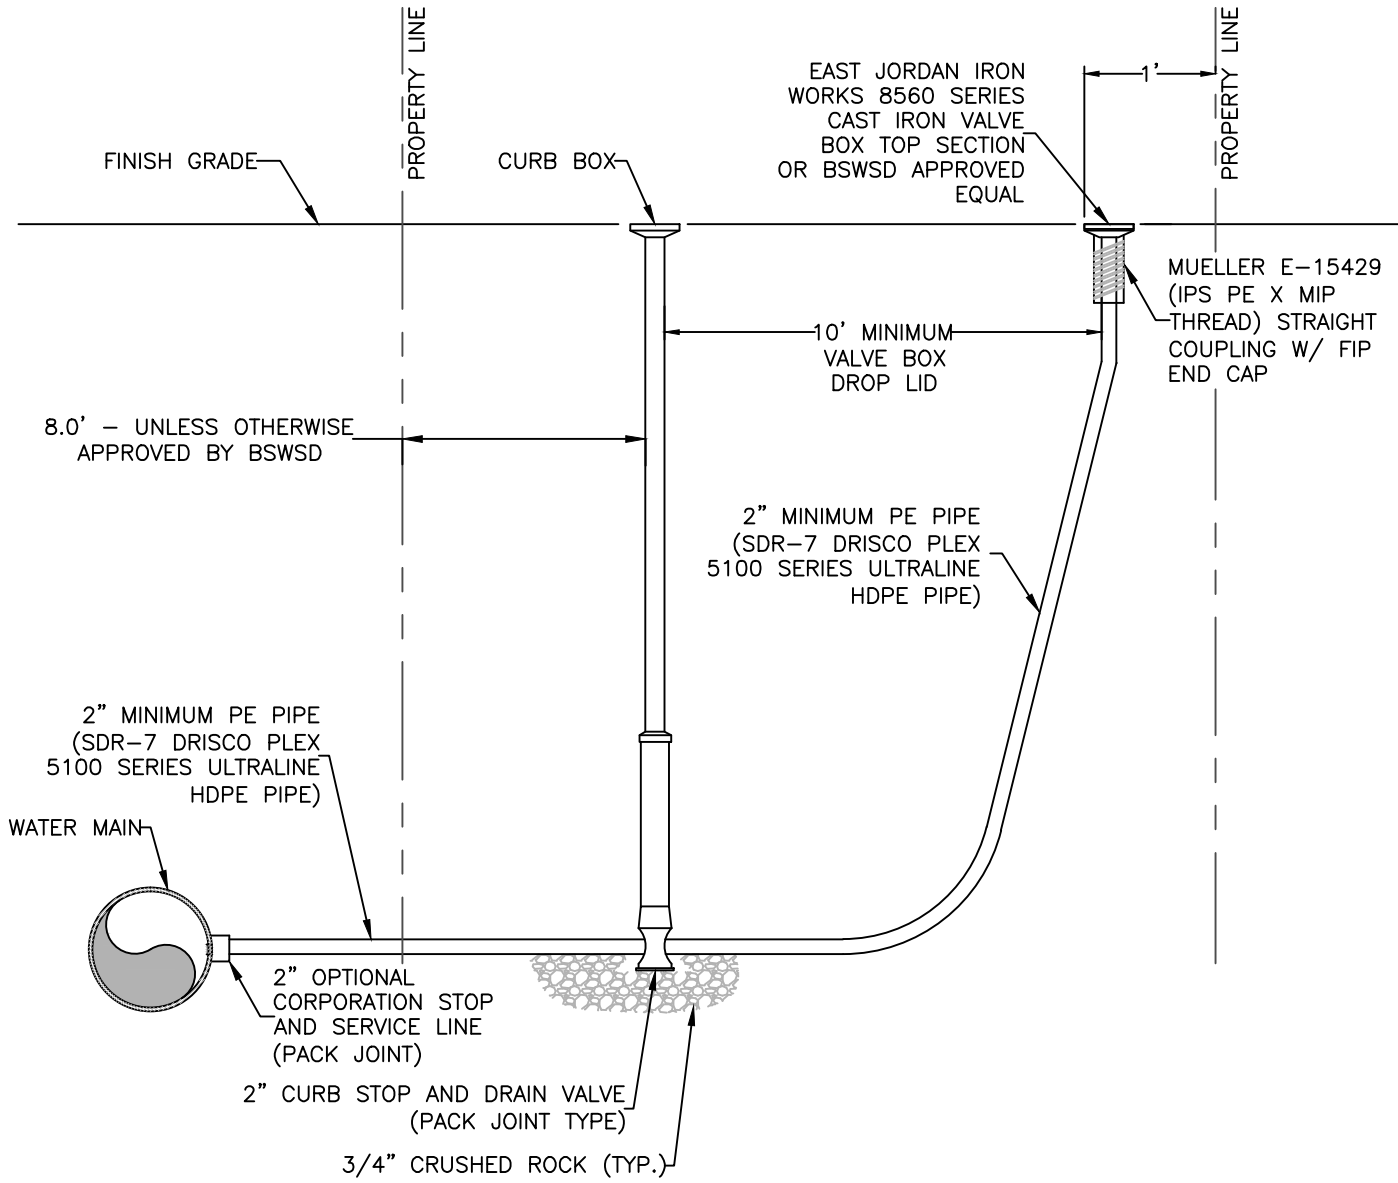 PROPERTY LINE
PROPERTY LINE
EAST JORDAN IRON
WORKS 8560 SERIES
CAST IRON VALVE
BOX TOP SECTION
OR BSWSD APPROVED
EQUAL
1'
FINISH GRADE
CURB BOX
MUELLER E-15429
(IPS PE X MIP
THREAD) STRAIGHT
COUPLING W/ FIP
END CAP
10' MINIMUM
VALVE BOX
DROP LID
8.0' - UNLESS OTHERWISE
APPROVED BY BSWSD
2" MINIMUM PE PIPE
(SDR-7 DRISCO PLEX
5100 SERIES ULTRALINE
HDPE PIPE)
2" MINIMUM PE PIPE
(SDR-7 DRISCO PLEX
5100 SERIES ULTRALINE
HDPE PIPE)
WATER MAIN
2" OPTIONAL
CORPORATION STOP
AND SERVICE LINE
(PACK JOINT)
2" CURB STOP AND DRAIN VALVE
(PACK JOINT TYPE)
3/4" CRUSHED ROCK (TYP.)